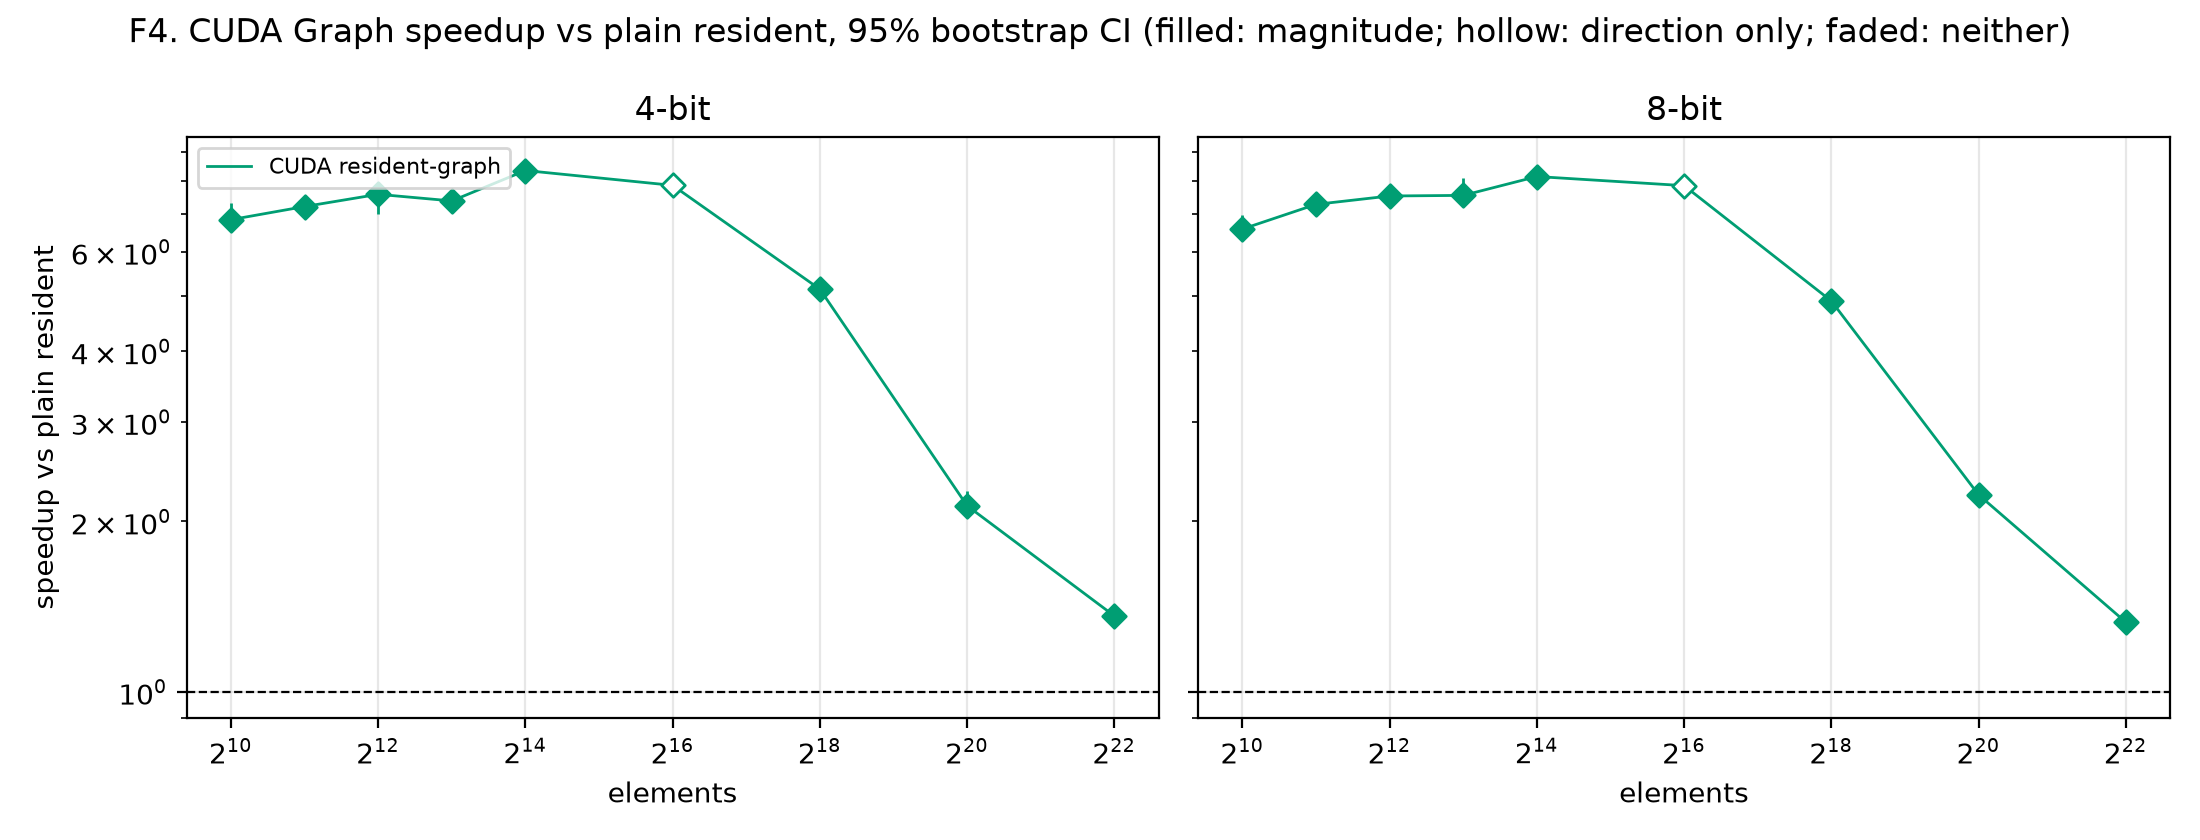 F4. CUDA Graph speedup vs plain resident, 95% bootstrap CI (filled: magnitude; hollow: direction only; faded: neither)
4-bit
8-bit
CUDA resident-graph
speedup vs plain resident
6 × 10⁰
4 × 10⁰
3 × 10⁰
2 × 10⁰
10⁰
2¹⁰ 2¹² 2¹⁴ 2¹⁶ 2¹⁸ 2²⁰ 2²²
elements
2¹⁰ 2¹² 2¹⁴ 2¹⁶ 2¹⁸ 2²⁰ 2²²
elements